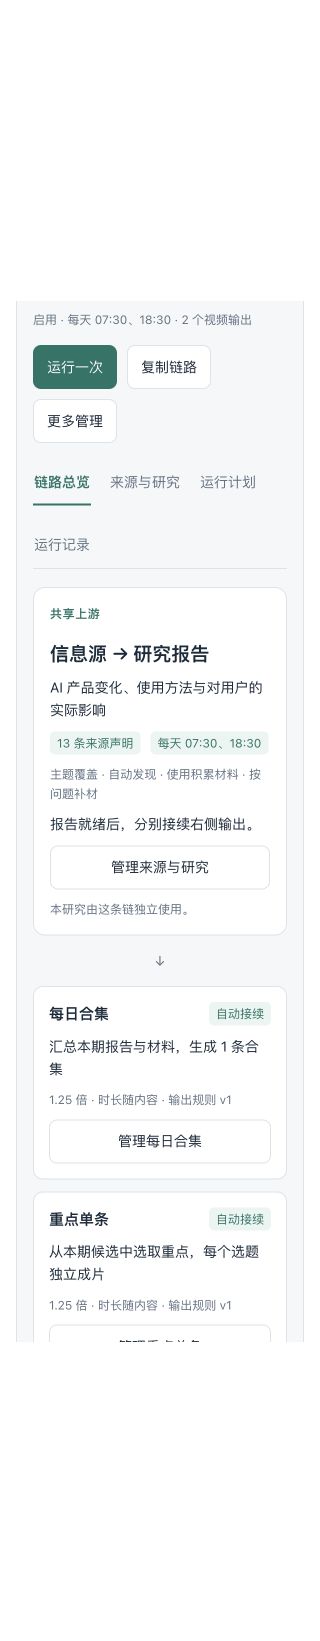 启用 · 每天 07:30、18:30 · 2 个视频输出
运行一次
复制链路
更多管理
链路总览
来源与研究
运行计划
运行记录
共享上游
信息源 → 研究报告
AI 产品变化、使用方法与对用户的
实际影响
13 条来源声明
每天 07:30、18:30
主题覆盖 · 自动发现 · 使用积累材料 · 按
问题补材
报告就绪后，分别接续右侧输出。
管理来源与研究
本研究由这条链独立使用。
↓
每日合集
自动接续
汇总本期报告与材料，生成 1 条合
集
1.25 倍 · 时长随内容 · 输出规则 v1
管理每日合集
重点单条
自动接续
从本期候选中选取重点，每个选题
独立成片
1.25 倍 · 时长随内容 · 输出规则 v1